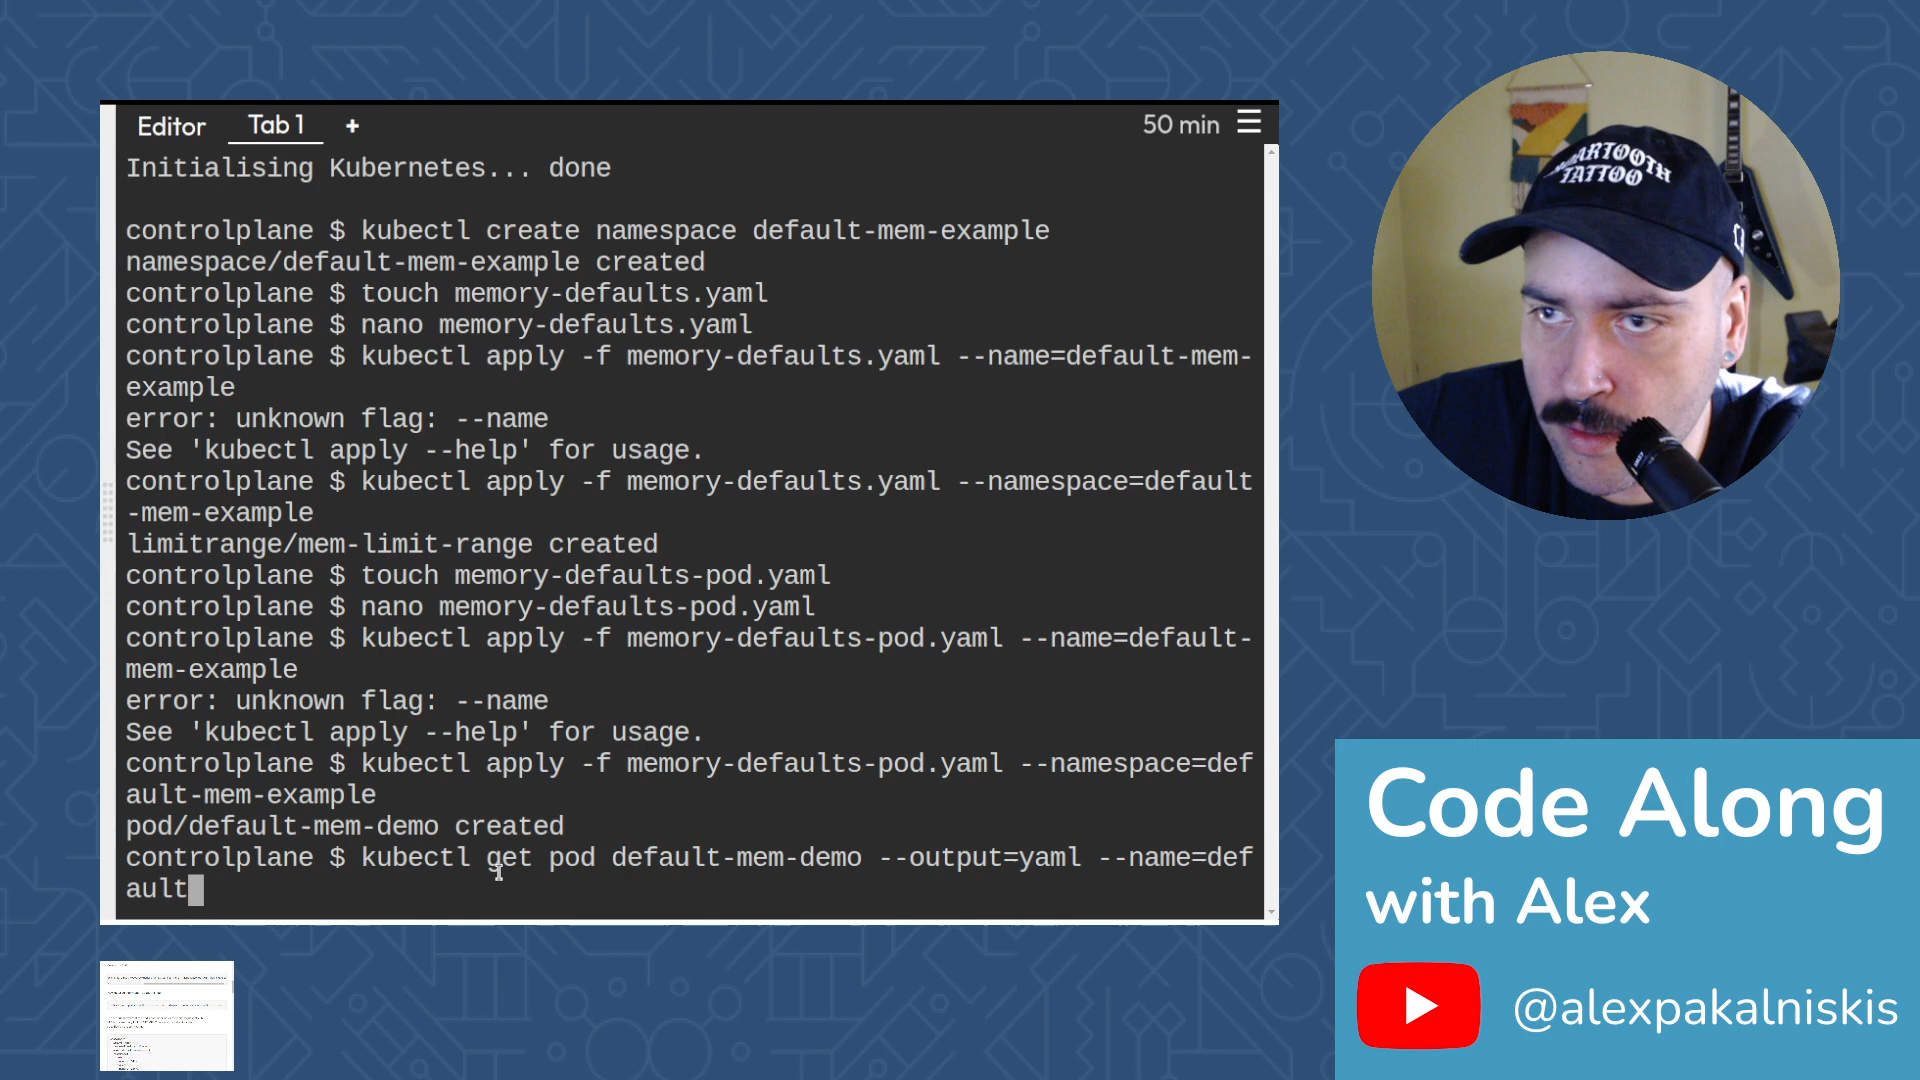 Editor Tab 1 + 50 min
Initialising Kubernetes... done
controlplane $ kubectl create namespace default-mem-example
namespace/default-mem-example created
controlplane $ touch memory-defaults.yaml
controlplane $ nano memory-defaults.yaml
controlplane $ kubectl apply -f memory-defaults.yaml --name=default-mem-
example
error: unknown flag: --name
See 'kubectl apply --help' for usage.
controlplane $ kubectl apply -f memory-defaults.yaml --namespace=default
-mem-example
limitrange/mem-limit-range created
controlplane $ touch memory-defaults-pod.yaml
controlplane $ nano memory-defaults-pod.yaml
controlplane $ kubectl apply -f memory-defaults-pod.yaml --name=default-
mem-example
error: unknown flag: --name
See 'kubectl apply --help' for usage.
controlplane $ kubectl apply -f memory-defaults-pod.yaml --namespace=def
ault-mem-example
pod/default-mem-demo created
controlplane $ kubectl get pod default-mem-demo --output=yaml --name=def
ault
TATTOO
Code Along
with Alex
@alexpakalniskis